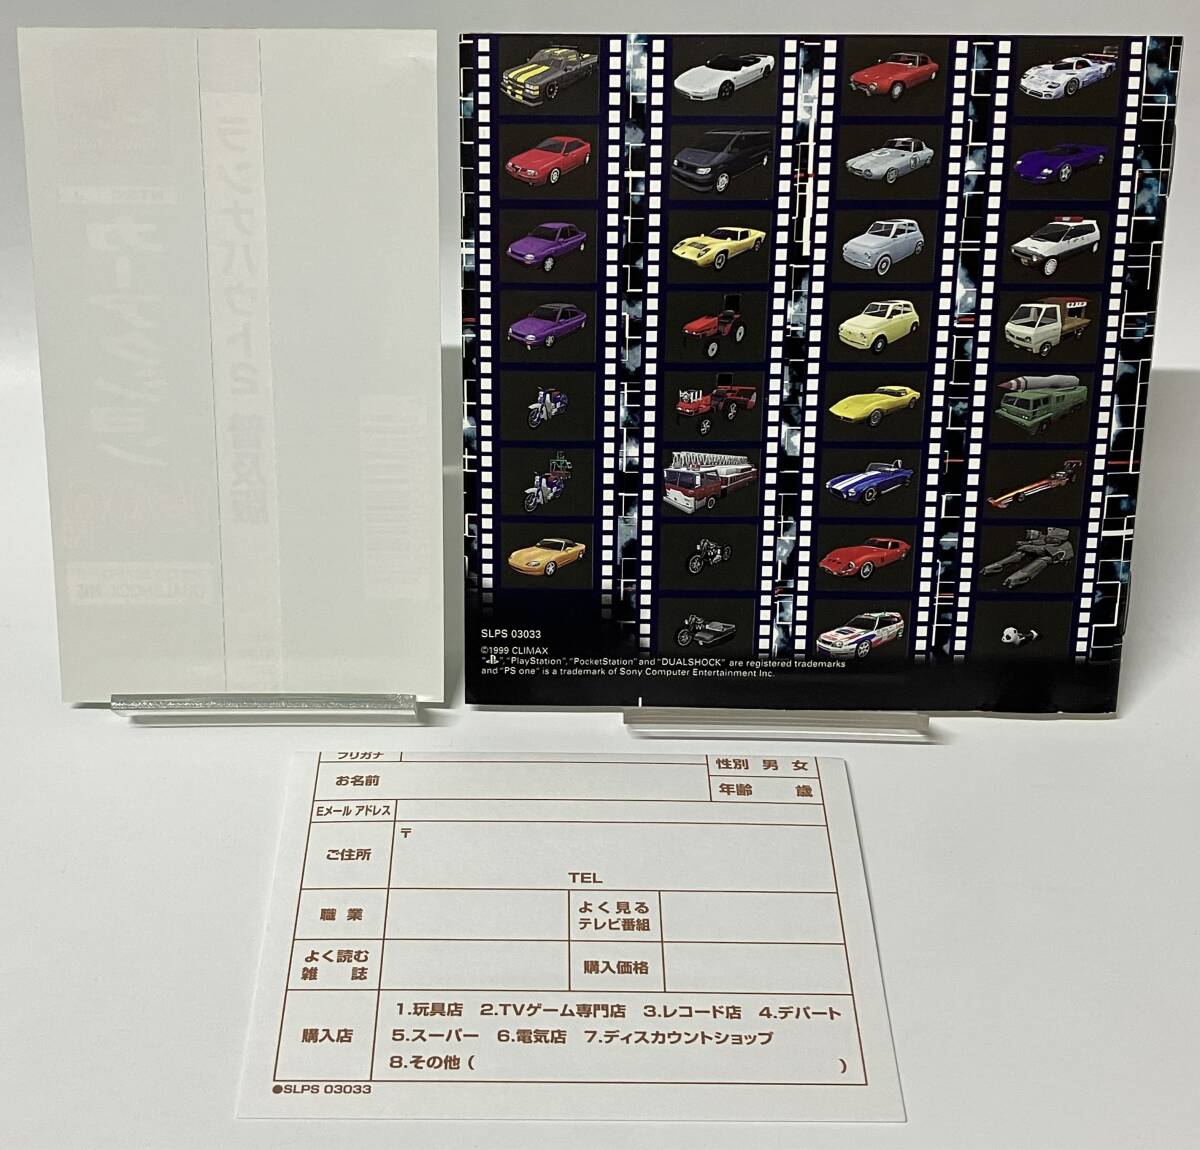 SLPS 03033
©1999 CLIMAX
"PS", "PlayStation", "PocketStation" and "DUALSHOCK" are registered trademarks
and "PS one" is a trademark of Sony Computer Entertainment Inc.
フリガナ
お名前
性別 男 女
年齢 歳
Eメール アドレス
〒
ご住所
TEL
職業
よく見る
テレビ番組
よく読む
雑誌
購入価格
購入店
1.玩具店 2.TVゲーム専門店 3.レコード店 4.デパート
5.スーパー 6.電気店 7.ディスカウントショップ
8.その他( )
●SLPS 03033